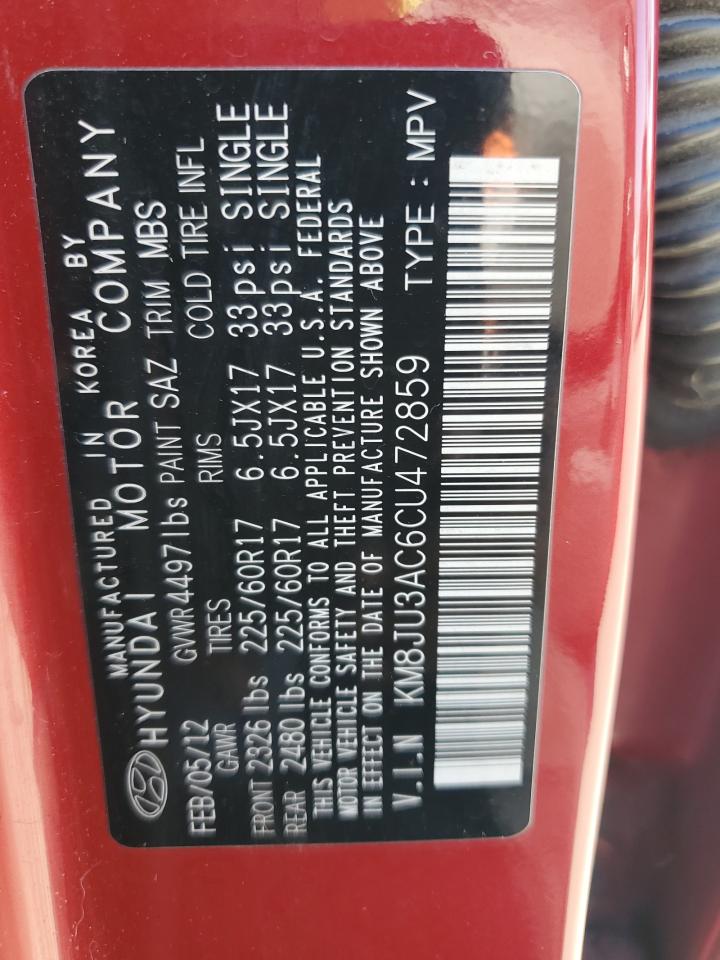 MANUFACTURED IN KOREA BY
HYUNDAI MOTOR COMPANY
FEB/05/12 GVWR 4497lbs PAINT SAZ TRIM MBS
GAWR TIRES RIMS COLD TIRE INFL
FRONT 2326 lbs 225/60R17 6.5JX17 33psi SINGLE
REAR 2480 lbs 225/60R17 6.5JX17 33psi SINGLE
THIS VEHICLE CONFORMS TO ALL APPLICABLE U.S.A. FEDERAL
MOTOR VEHICLE SAFETY AND THEFT PREVENTION STANDARDS
IN EFFECT ON THE DATE OF MANUFACTURE SHOWN ABOVE
V.I.N KM8JU3AC6CU472859 TYPE : MPV